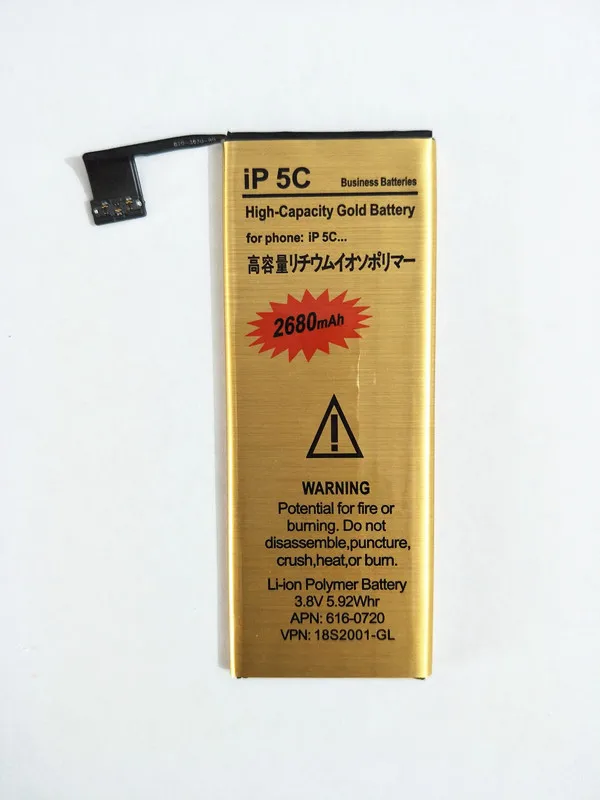 iP 5C
Business Batteries
High-Capacity Gold Battery
for phone: iP 5C...
高容量リチウムイオソポリマー
2680mAh
WARNING
Potential for fire or
burning. Do not
disassemble,puncture,
crush,heat,or burn.
Li-ion Polymer Battery
3.8V 5.92Whr
APN: 616-0720
VPN: 18S2001-GL